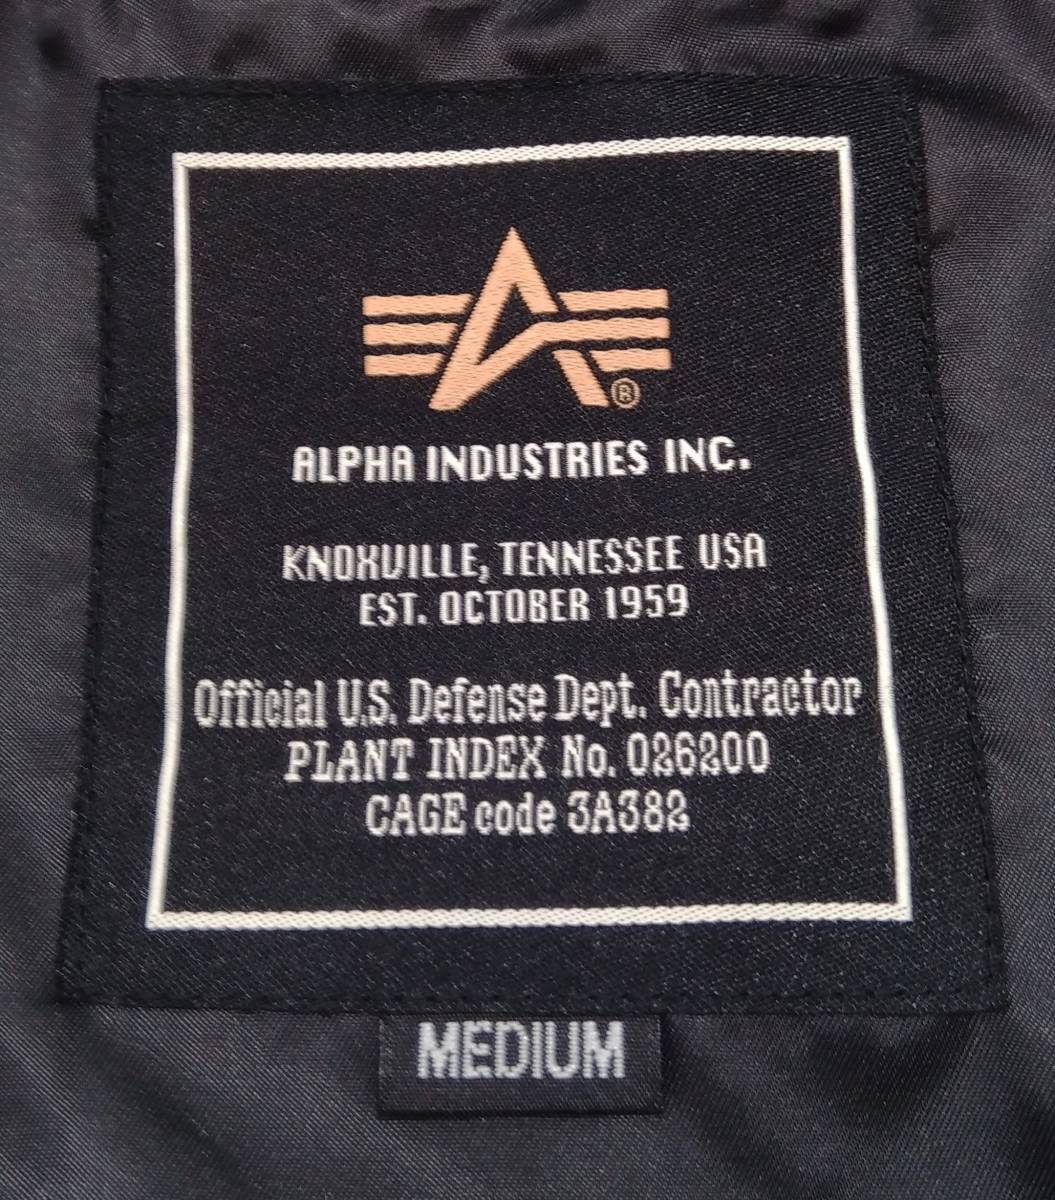 ®
ALPHA INDUSTRIES INC.
KNOXVILLE, TENNESSEE USA
EST. OCTOBER 1959
Official U.S. Defense Dept. Contractor
PLANT INDEX No. 026200
CAGE code 3A382
MEDIUM